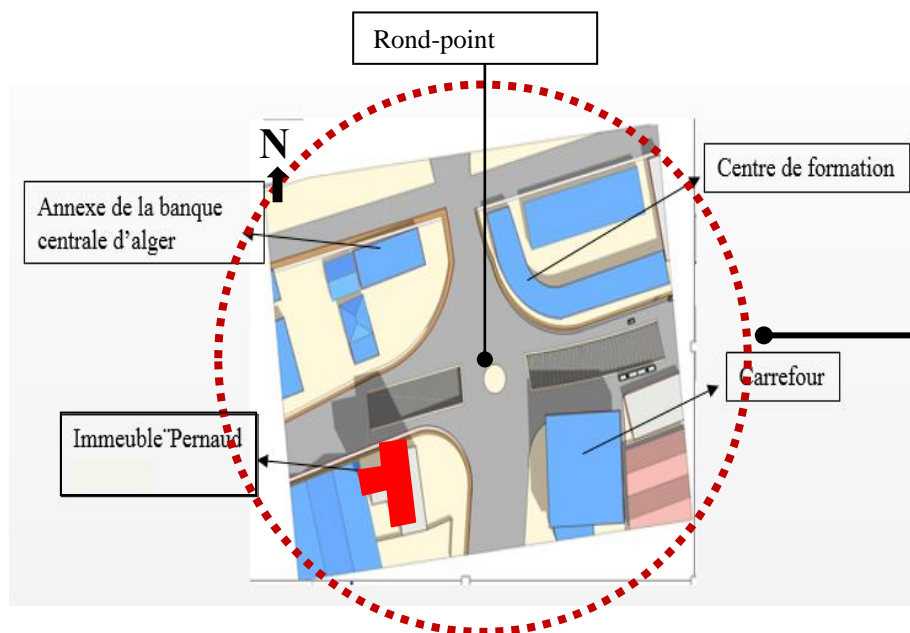 Rond-point
N
Centre de formation
Annexe de la banque
centrale d’alger
Carrefour
Immeuble¨Pernaud